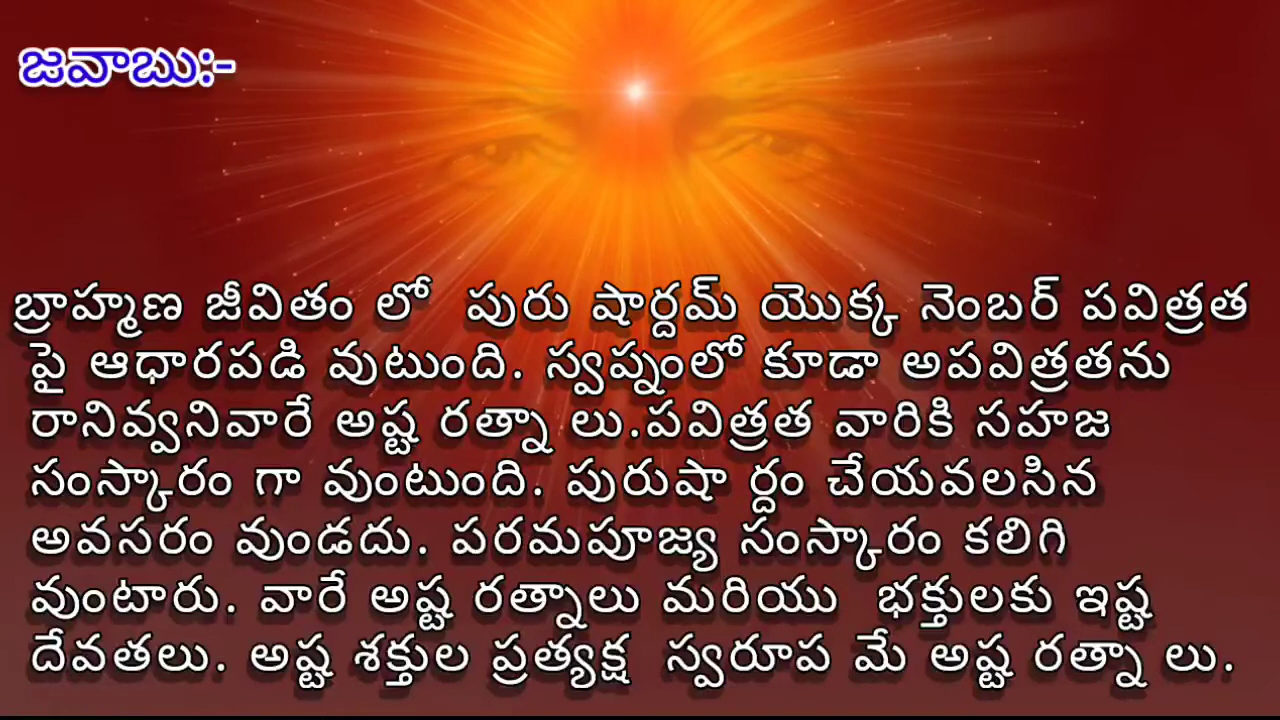 జవాబు:-
బ్రాహ్మణ జీవితం లో పురు షార్దమ్ యొక్క నెంబర్ పవిత్రత
పై ఆధారపడి వుటుంది. స్వప్నంలో కూడా అపవిత్రతను
రానివ్వనివారే అష్ట రత్నా లు.పవిత్రత వారికి సహజ
సంస్కారం గా వుంటుంది. పురుషా ర్దం చేయవలసిన
అవసరం వుండదు. పరమపూజ్య సంస్కారం కలిగి
వుంటారు. వారే అష్ట రత్నాలు మరియు భక్తులకు ఇష్ట
దేవతలు. అష్ట శక్తుల ప్రత్యక్ష స్వరూప మే అష్ట రత్నా లు.